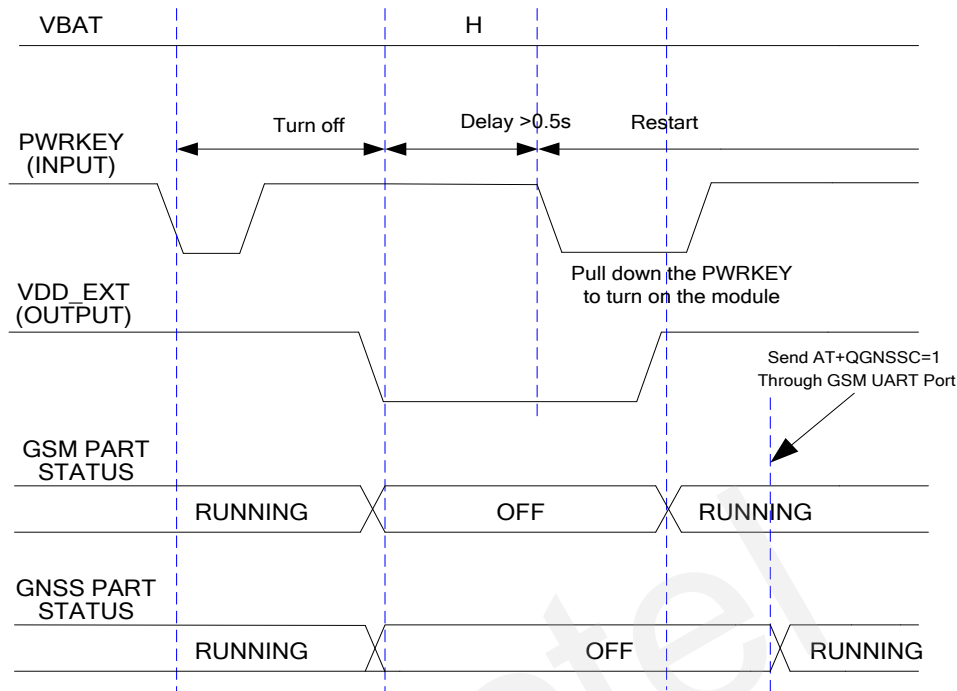 VBAT
H
Turn off
Delay >0.5s
Restart
PWRKEY
(INPUT)
Pull down the PWRKEY
to turn on the module
VDD_EXT
(OUTPUT)
Send AT+QGNSSC=1
Through GSM UART Port
GSM PART
STATUS
RUNNING
OFF
RUNNING
GNSS PART
STATUS
RUNNING
OFF
RUNNING